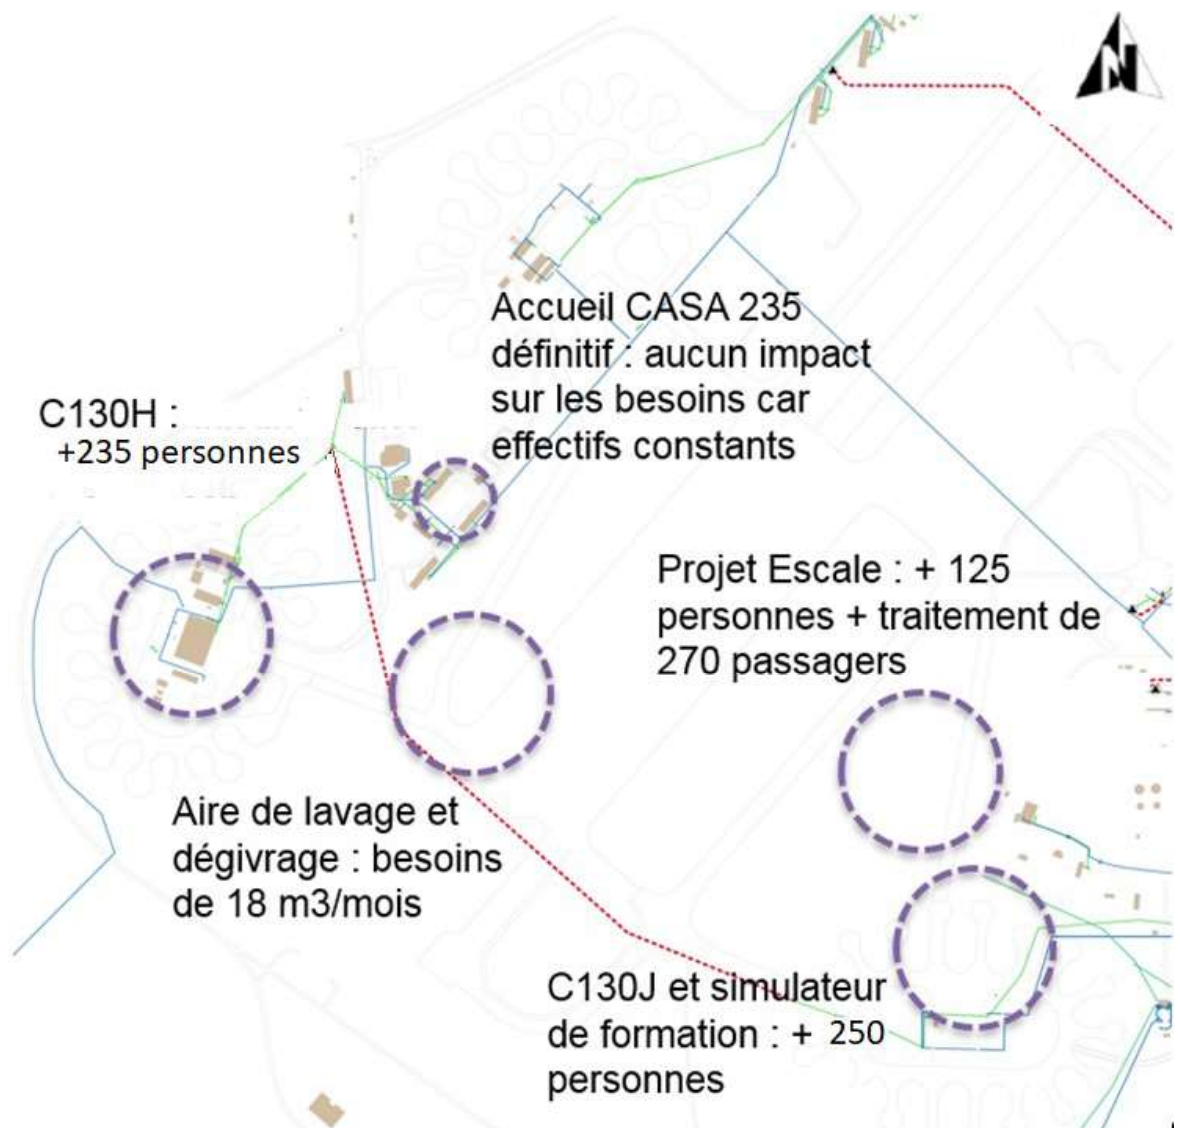 N
Accueil CASA 235
définitif : aucun impact
sur les besoins car
effectifs constants
C130H :
+235 personnes
Projet Escale : + 125
personnes + traitement de
270 passagers
Aire de lavage et
dégivrage : besoins
de 18 m3/mois
C130J et simulateur
de formation : + 250
personnes